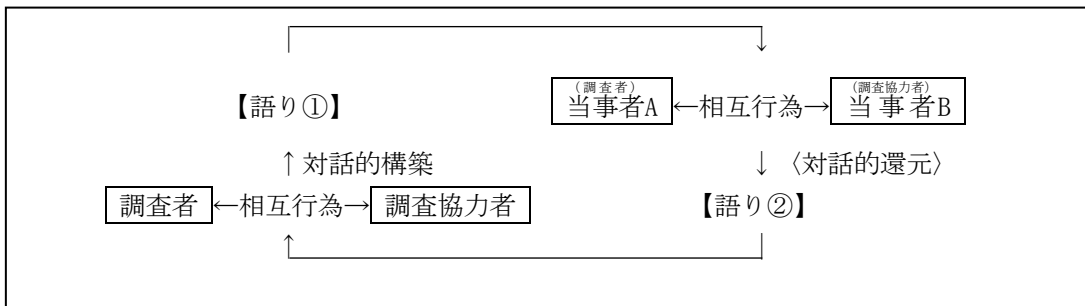 (調査者) (調査協力者)
【語り①】 当事者A ←相互行為→ 当事者B
↑対話的構築 ↓〈対話的還元〉
調査者 ←相互行為→ 調査協力者 【語り②】